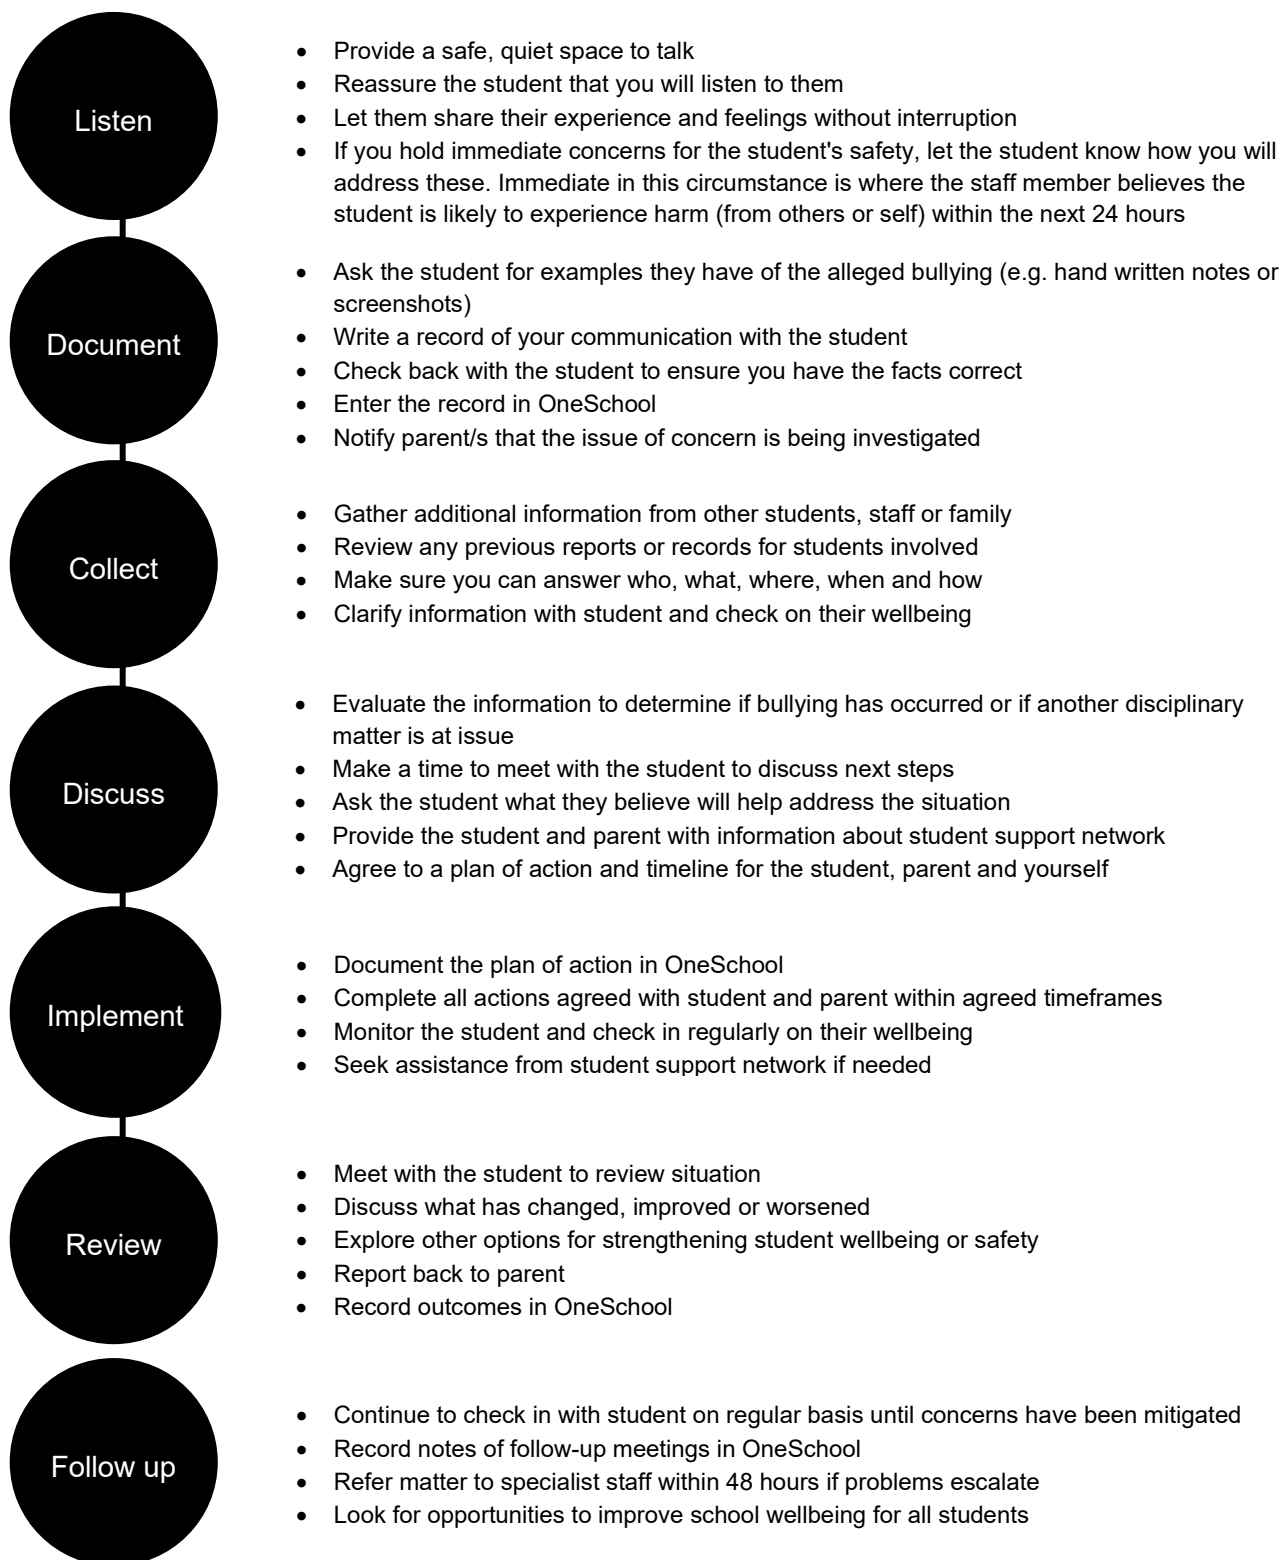 Listen
• Provide a safe, quiet space to talk
• Reassure the student that you will listen to them
• Let them share their experience and feelings without interruption
• If you hold immediate concerns for the student's safety, let the student know how you will
address these. Immediate in this circumstance is where the staff member believes the
student is likely to experience harm (from others or self) within the next 24 hours
Document
• Ask the student for examples they have of the alleged bullying (e.g. hand written notes or
screenshots)
• Write a record of your communication with the student
• Check back with the student to ensure you have the facts correct
• Enter the record in OneSchool
• Notify parent/s that the issue of concern is being investigated
Collect
• Gather additional information from other students, staff or family
• Review any previous reports or records for students involved
• Make sure you can answer who, what, where, when and how
• Clarify information with student and check on their wellbeing
Discuss
• Evaluate the information to determine if bullying has occurred or if another disciplinary
matter is at issue
• Make a time to meet with the student to discuss next steps
• Ask the student what they believe will help address the situation
• Provide the student and parent with information about student support network
• Agree to a plan of action and timeline for the student, parent and yourself
Implement
• Document the plan of action in OneSchool
• Complete all actions agreed with student and parent within agreed timeframes
• Monitor the student and check in regularly on their wellbeing
• Seek assistance from student support network if needed
Review
• Meet with the student to review situation
• Discuss what has changed, improved or worsened
• Explore other options for strengthening student wellbeing or safety
• Report back to parent
• Record outcomes in OneSchool
Follow up
• Continue to check in with student on regular basis until concerns have been mitigated
• Record notes of follow-up meetings in OneSchool
• Refer matter to specialist staff within 48 hours if problems escalate
• Look for opportunities to improve school wellbeing for all students